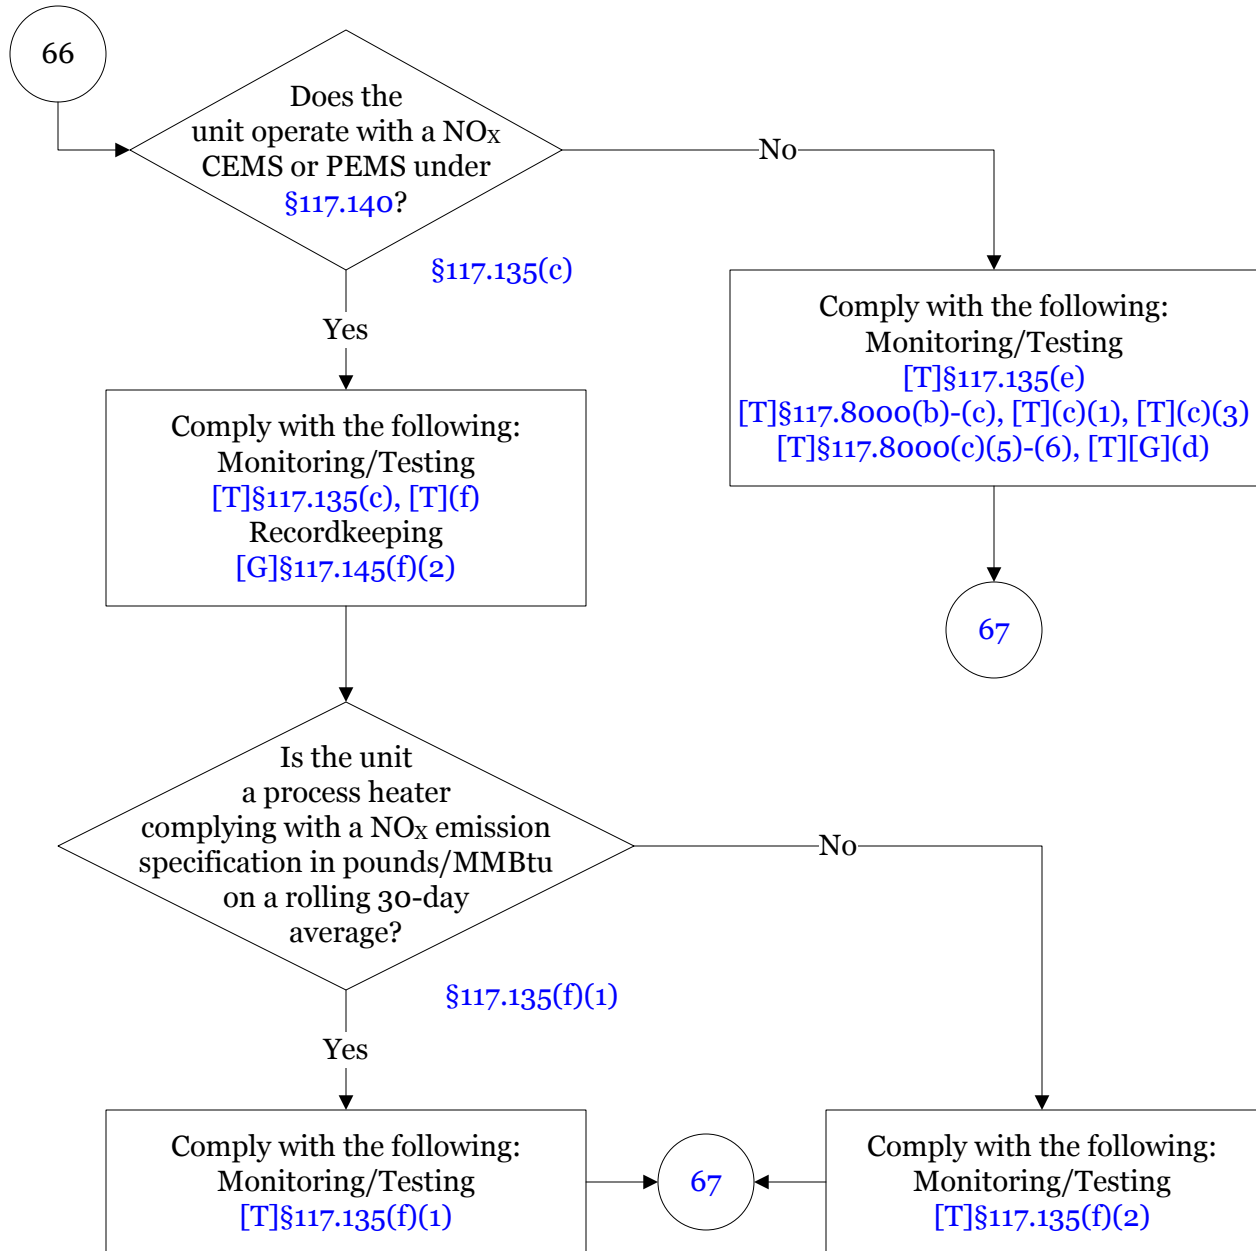 66
Does the
unit operate with a NOx
CEMS or PEMS under
§117.140?
No
§117.135(c)
Yes
Comply with the following:
Monitoring/Testing
[T]§117.135(e)
[T]§117.8000(b)-(c), [T](c)(1), [T](c)(3)
[T]§117.8000(c)(5)-(6), [T][G](d)
Comply with the following:
Monitoring/Testing
[T]§117.135(c), [T](f)
Recordkeeping
[G]§117.145(f)(2)
67
Is the unit
a process heater
complying with a NOx emission
specification in pounds/MMBtu
on a rolling 30-day
average?
No
§117.135(f)(1)
Yes
Comply with the following:
Monitoring/Testing
[T]§117.135(f)(1)
67
Comply with the following:
Monitoring/Testing
[T]§117.135(f)(2)